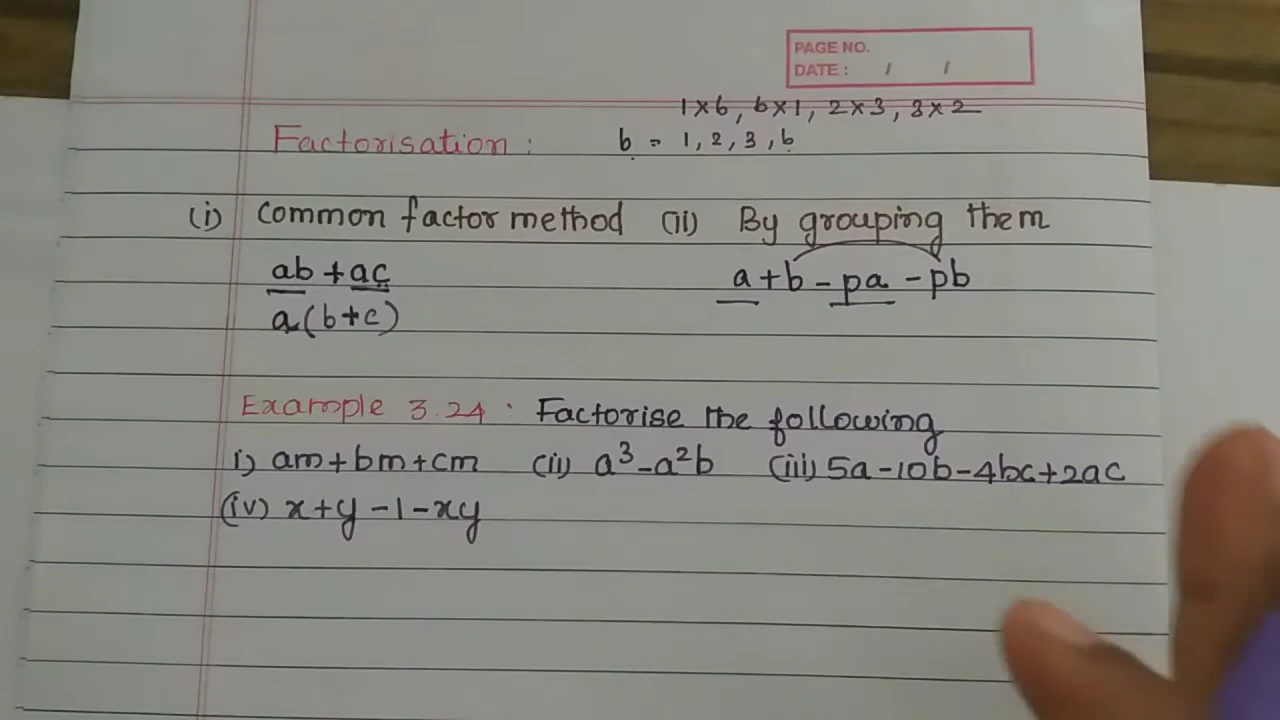 PAGE NO.
DATE : / /
1×6, 6×1, 2×3, 3×2
Factorisation : 6 = 1, 2, 3, 6
(i) Common factor method (ii) By grouping them
ab + ac a + b - pa - pb
a(b+c)
Example 3.24 : Factorise the following
i) am + bm + cm (ii) a³ - a²b (iii) 5a - 10b - 4bc + 2ac
(iv) x + y - 1 - xy